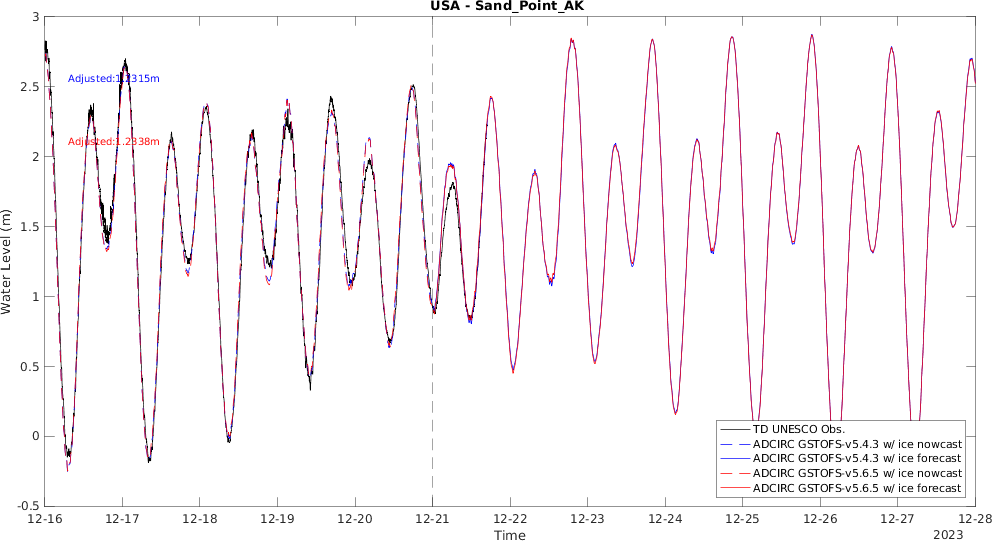 USA - Sand_Point_AK
3
2.5
2
1.5
1
0.5
0
-0.5
Water Level (m)
Adjusted:1.2315m
Adjusted:1.2338m
TD UNESCO Obs.
ADCIRC GSTOFS-v5.4.3 w/ ice nowcast
ADCIRC GSTOFS-v5.4.3 w/ ice forecast
ADCIRC GSTOFS-v5.6.5 w/ ice nowcast
ADCIRC GSTOFS-v5.6.5 w/ ice forecast
12-16 12-17 12-18 12-19 12-20 12-21 12-22 12-23 12-24 12-25 12-26 12-27 12-28
Time
2023